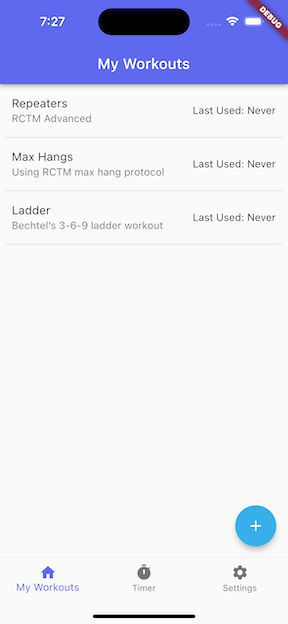 7:27
DEBUG
My Workouts
Repeaters
RCTM Advanced
Last Used: Never
Max Hangs
Using RCTM max hang protocol
Last Used: Never
Ladder
Bechtel's 3-6-9 ladder workout
Last Used: Never
+
My Workouts
Timer
Settings